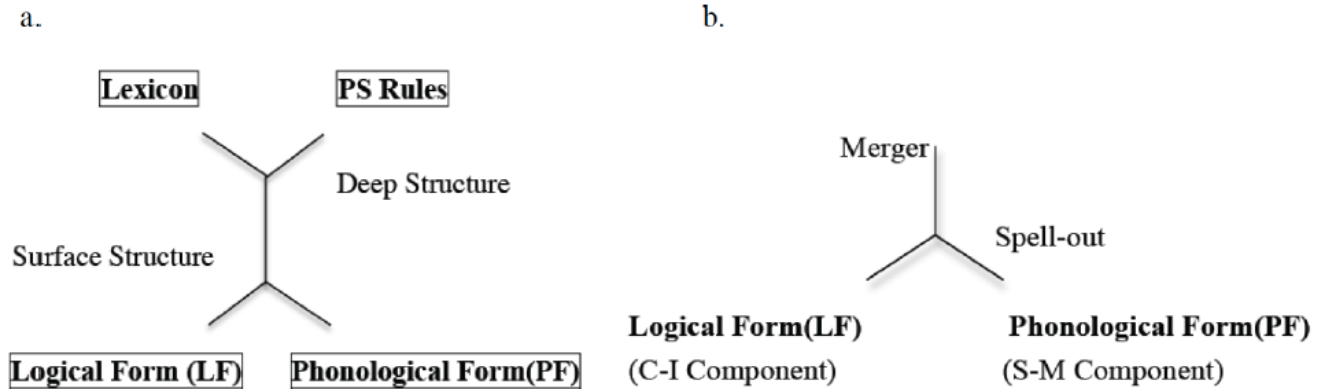 a.
b.
Lexicon
PS Rules
Deep Structure
Surface Structure
Logical Form (LF)
Phonological Form(PF)
Merger
Spell-out
Logical Form(LF)
(C-I Component)
Phonological Form(PF)
(S-M Component)